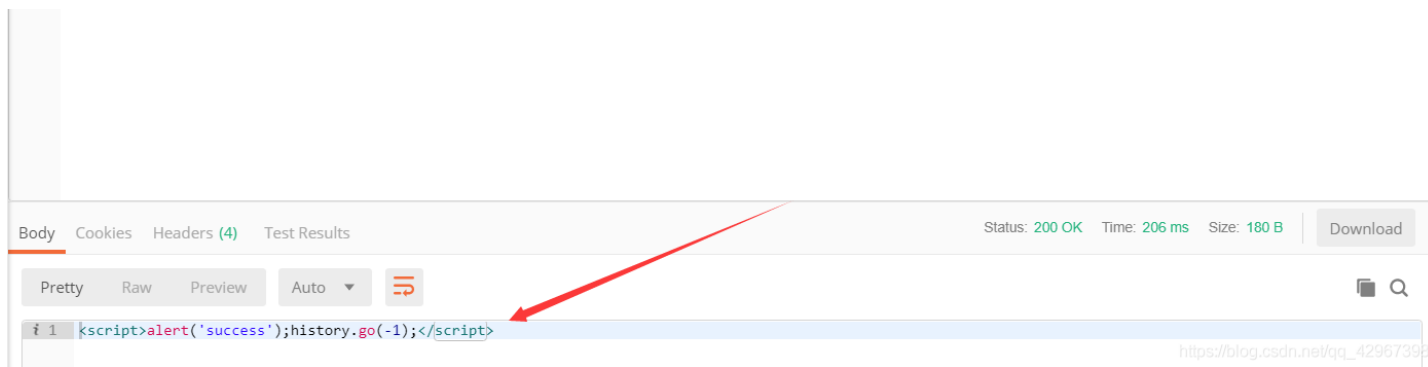 Body Cookies Headers (4) Test Results Status: 200 OK Time: 206 ms Size: 180 B Download
Pretty Raw Preview Auto
i 1 <script>alert('success');history.go(-1);</script>
https://blog.csdn.net/qq_42967398